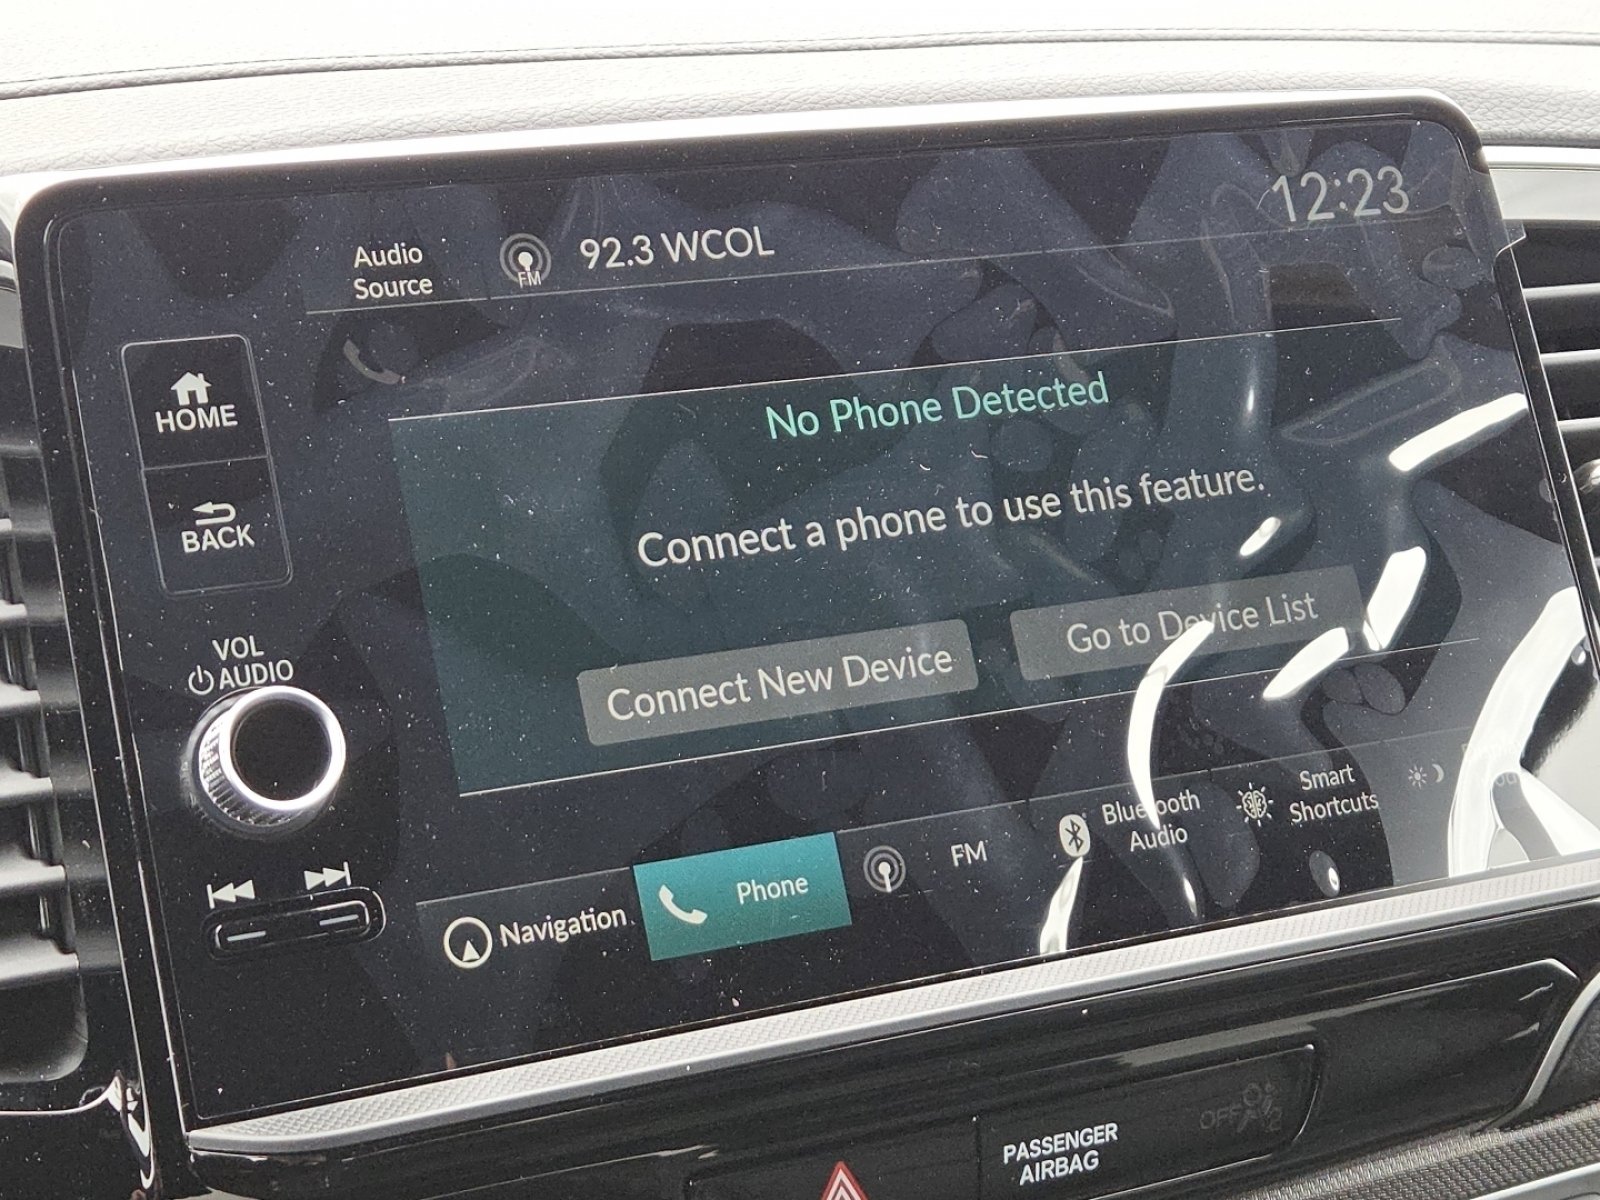 12:23
Audio
Source
FM
92.3 WCOL
HOME
BACK
No Phone Detected
Connect a phone to use this feature.
Connect New Device
Go to Device List
VOL
AUDIO
Navigation
Phone
FM
Bluetooth
Audio
Smart
Shortcuts
PASSENGER
AIRBAG
OFF